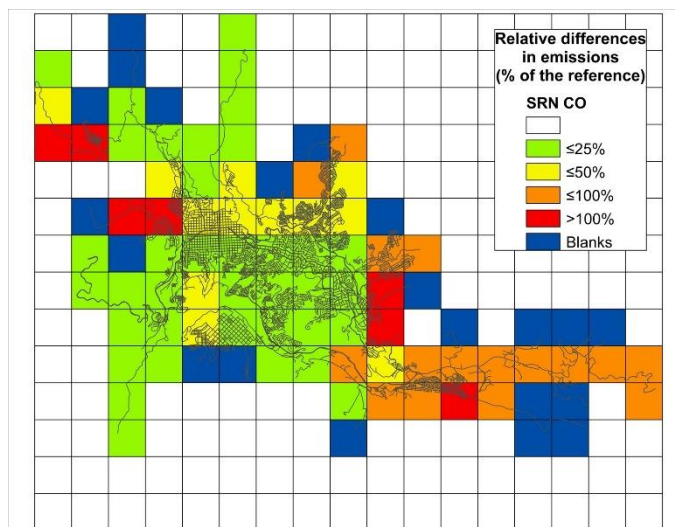 Relative differences
in emissions
(% of the reference)
SRN CO
≤25%
≤50%
≤100%
>100%
Blanks